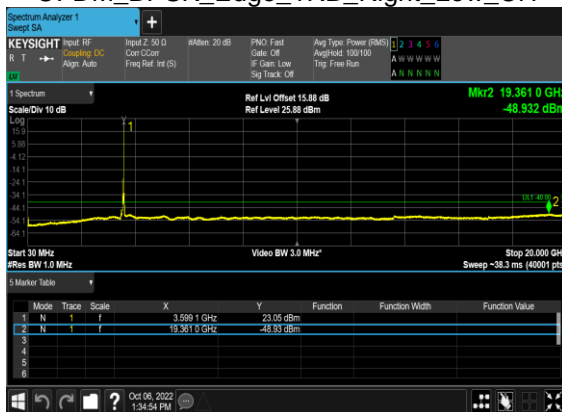 Spectrum Analyzer 1
Swept SA
+
KEYSIGHT
R T
LU
Input: RF
Coupling: DC
Align: Auto
Input Z: 50 Ω
Corr CCorr
Freq Ref: Int (S)
#Atten: 20 dB
PNO: Fast
Gate: Off
IF Gain: Low
Sig Track: Off
Avg Type: Power (RMS)
Avg|Hold: 100/100
Trig: Free Run
1 2 3 4 5 6
A W W W W W
A N N N N N
1 Spectrum
Scale/Div 10 dB
Ref Lvl Offset 15.88 dB
Ref Level 25.88 dBm
Mkr2 19.361 0 GHz
-48.932 dBm
Log
15.9
5.88
-4.12
-14.1
-24.1
-34.1
-44.1
-54.1
-64.1
1
2
Start 30 MHz
#Res BW 1.0 MHz
Video BW 3.0 MHz*
Stop 20.000 GH
Sweep ~38.3 ms (40001 pts
5 Marker Table
Mode Trace Scale X Y Function Function Width Function Value
1 N 1 f 3.599 1 GHz 23.05 dBm
2 N 1 f 19.361 0 GHz -48.93 dBm
3
4
5
6
Oct 06, 2022
1:34:54 PM